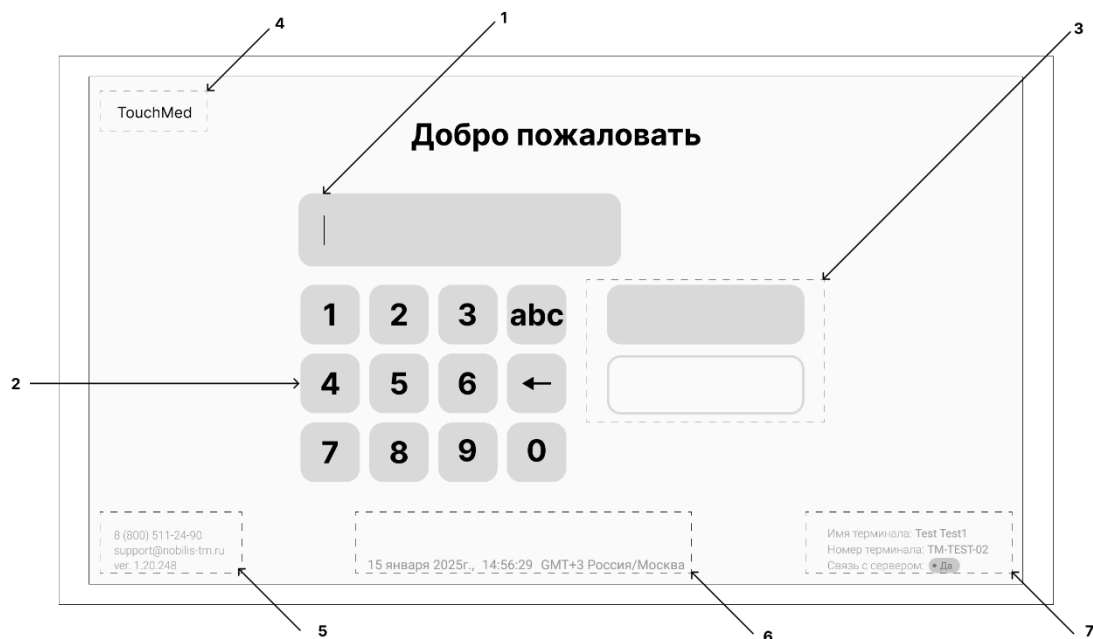 4
1
3
TouchMed
Добро пожаловать
1 2 3 abc
2
4 5 6 ←
7 8 9 0
8 (800) 511-24-90
support@nobilis-tm.ru
ver. 1.20.248
15 января 2025г., 14:56:29 GMT+3 Россия/Москва
Имя терминала: Test Test1
Номер терминала: TM-TEST-02
Связь с сервером: • Да
5
6
7